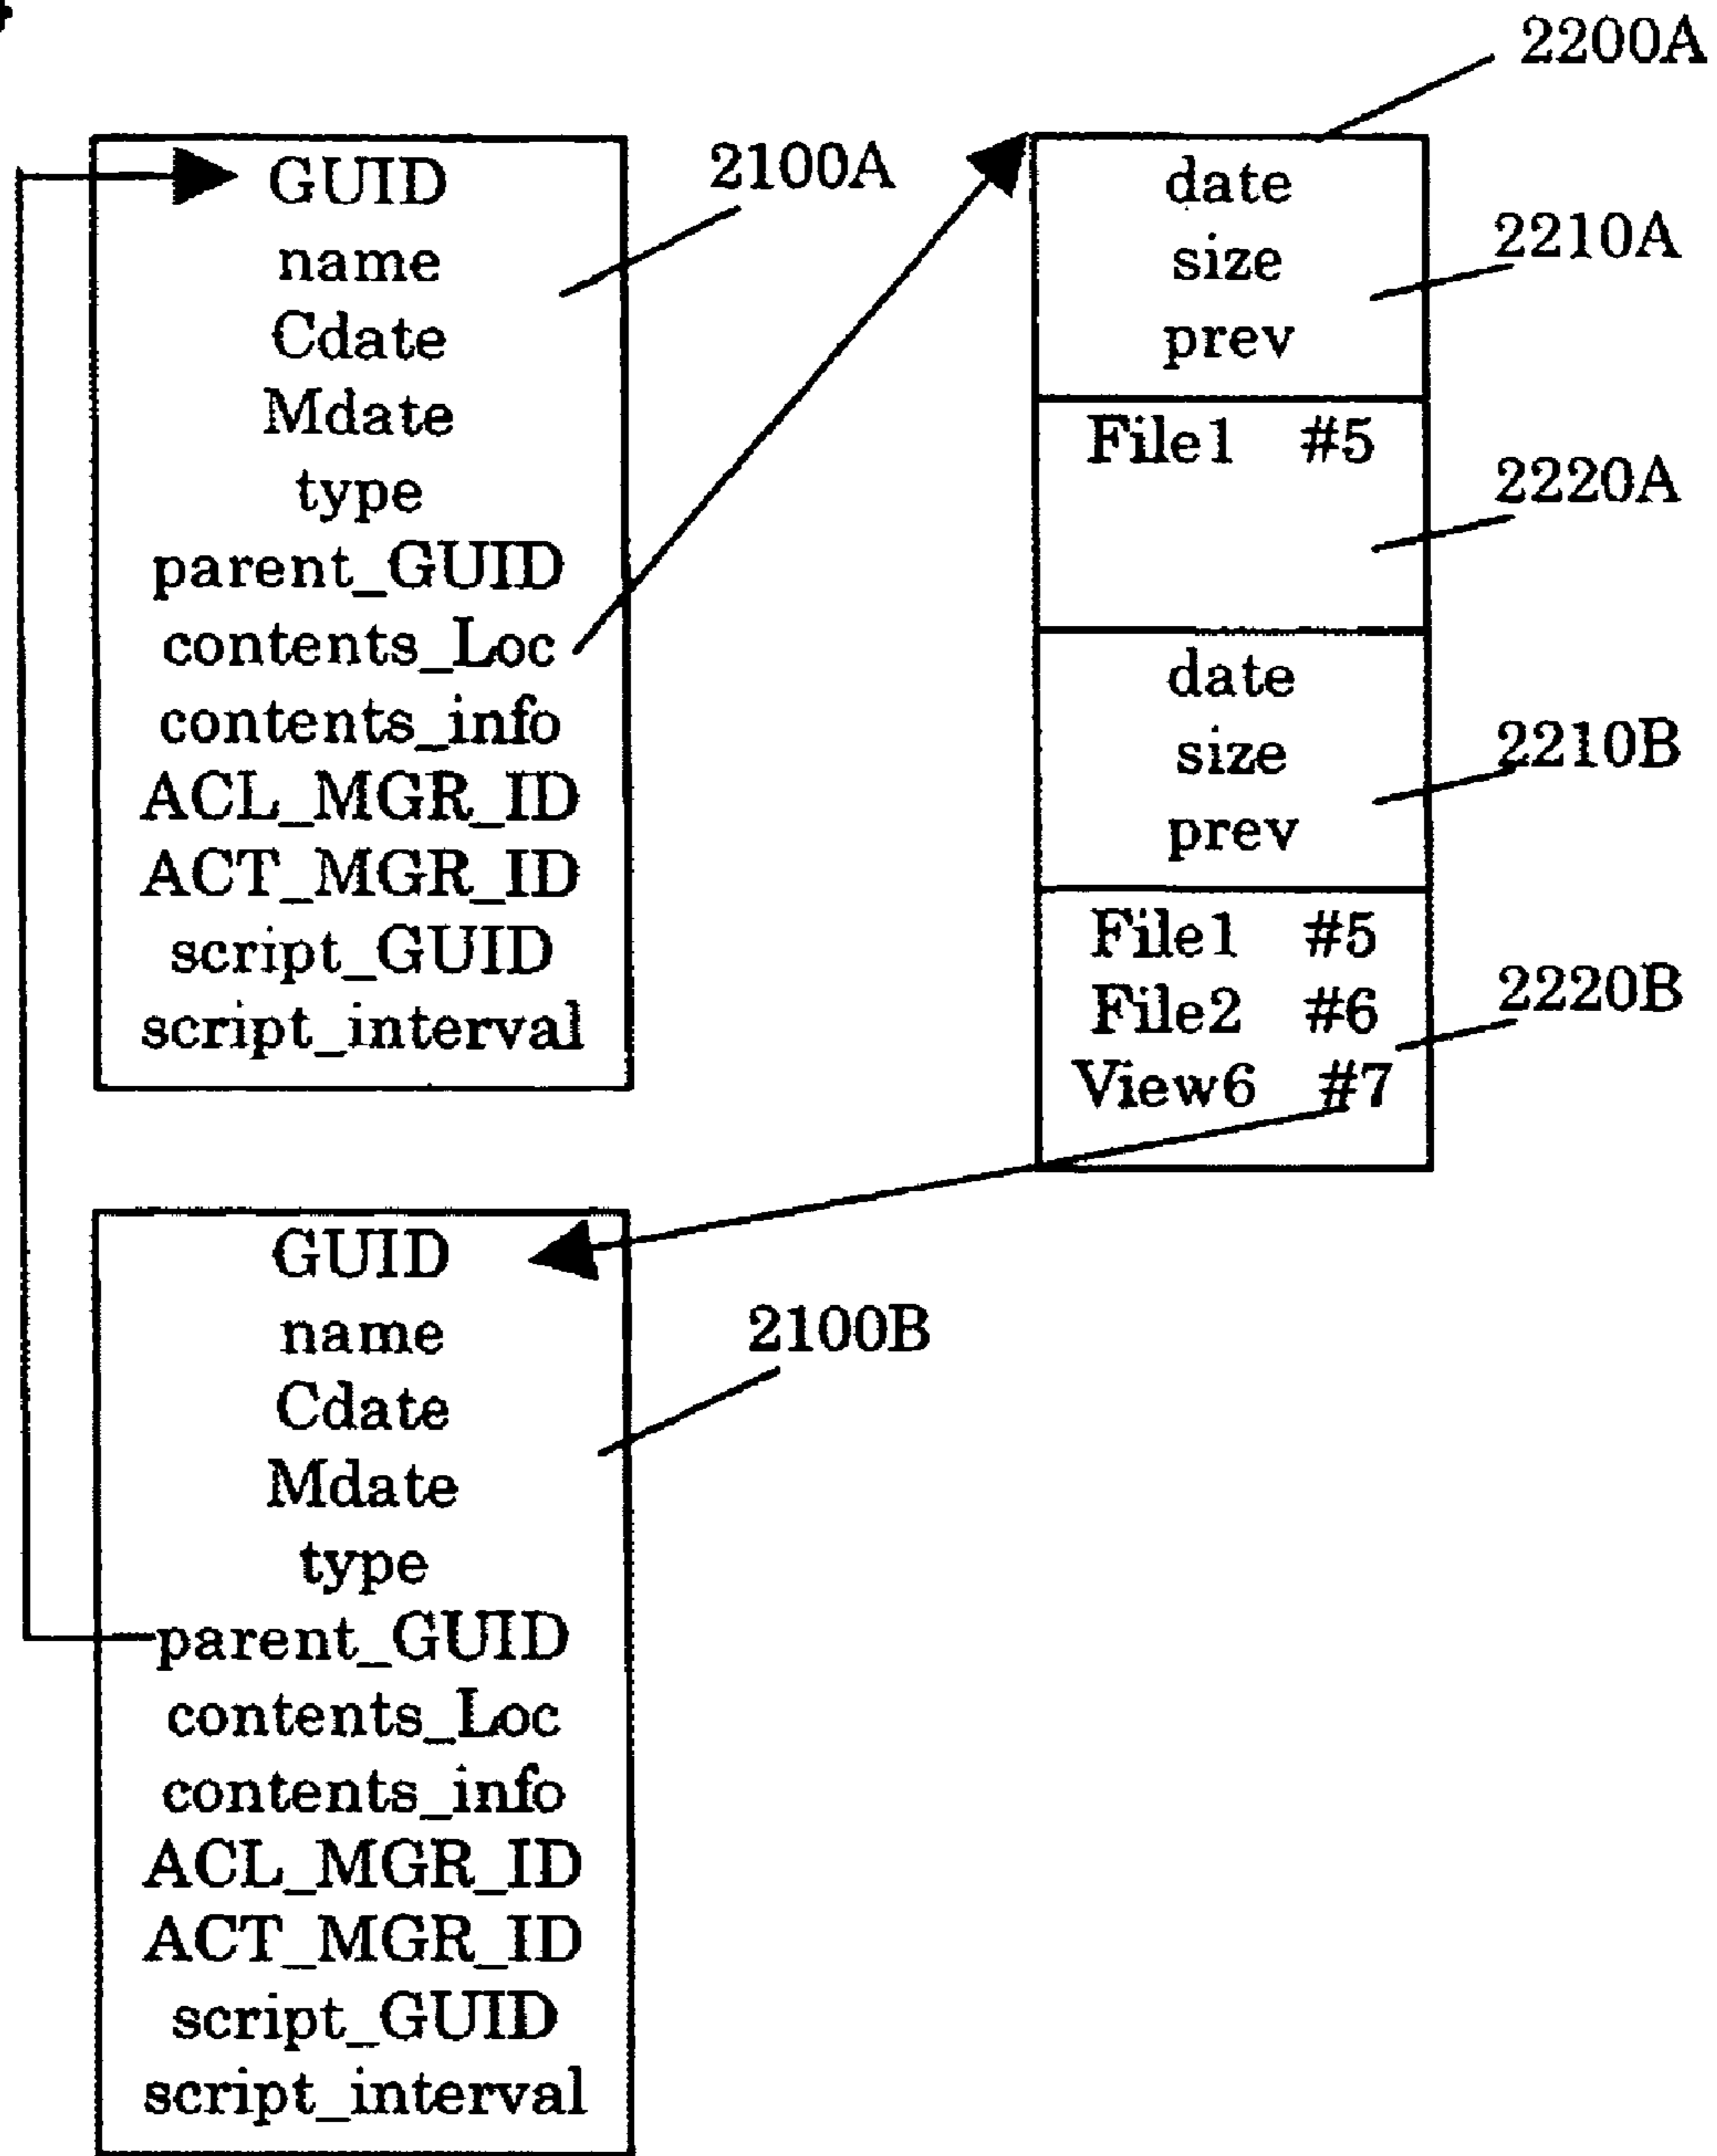 2200A
GUID
name
Cdate
Mdate
type
parent_GUID
contents_Loc
contents_info
ACL_MGR_ID
ACT_MGR_ID
script_GUID
script_interval
2100A
date
size
prev
2210A
File1 #5
2220A
date
size
prev
2210B
File1 #5
File2 #6
View6 #7
2220B
GUID
name
Cdate
Mdate
type
parent_GUID
contents_Loc
contents_info
ACL_MGR_ID
ACT_MGR_ID
script_GUID
script_interval
2100B